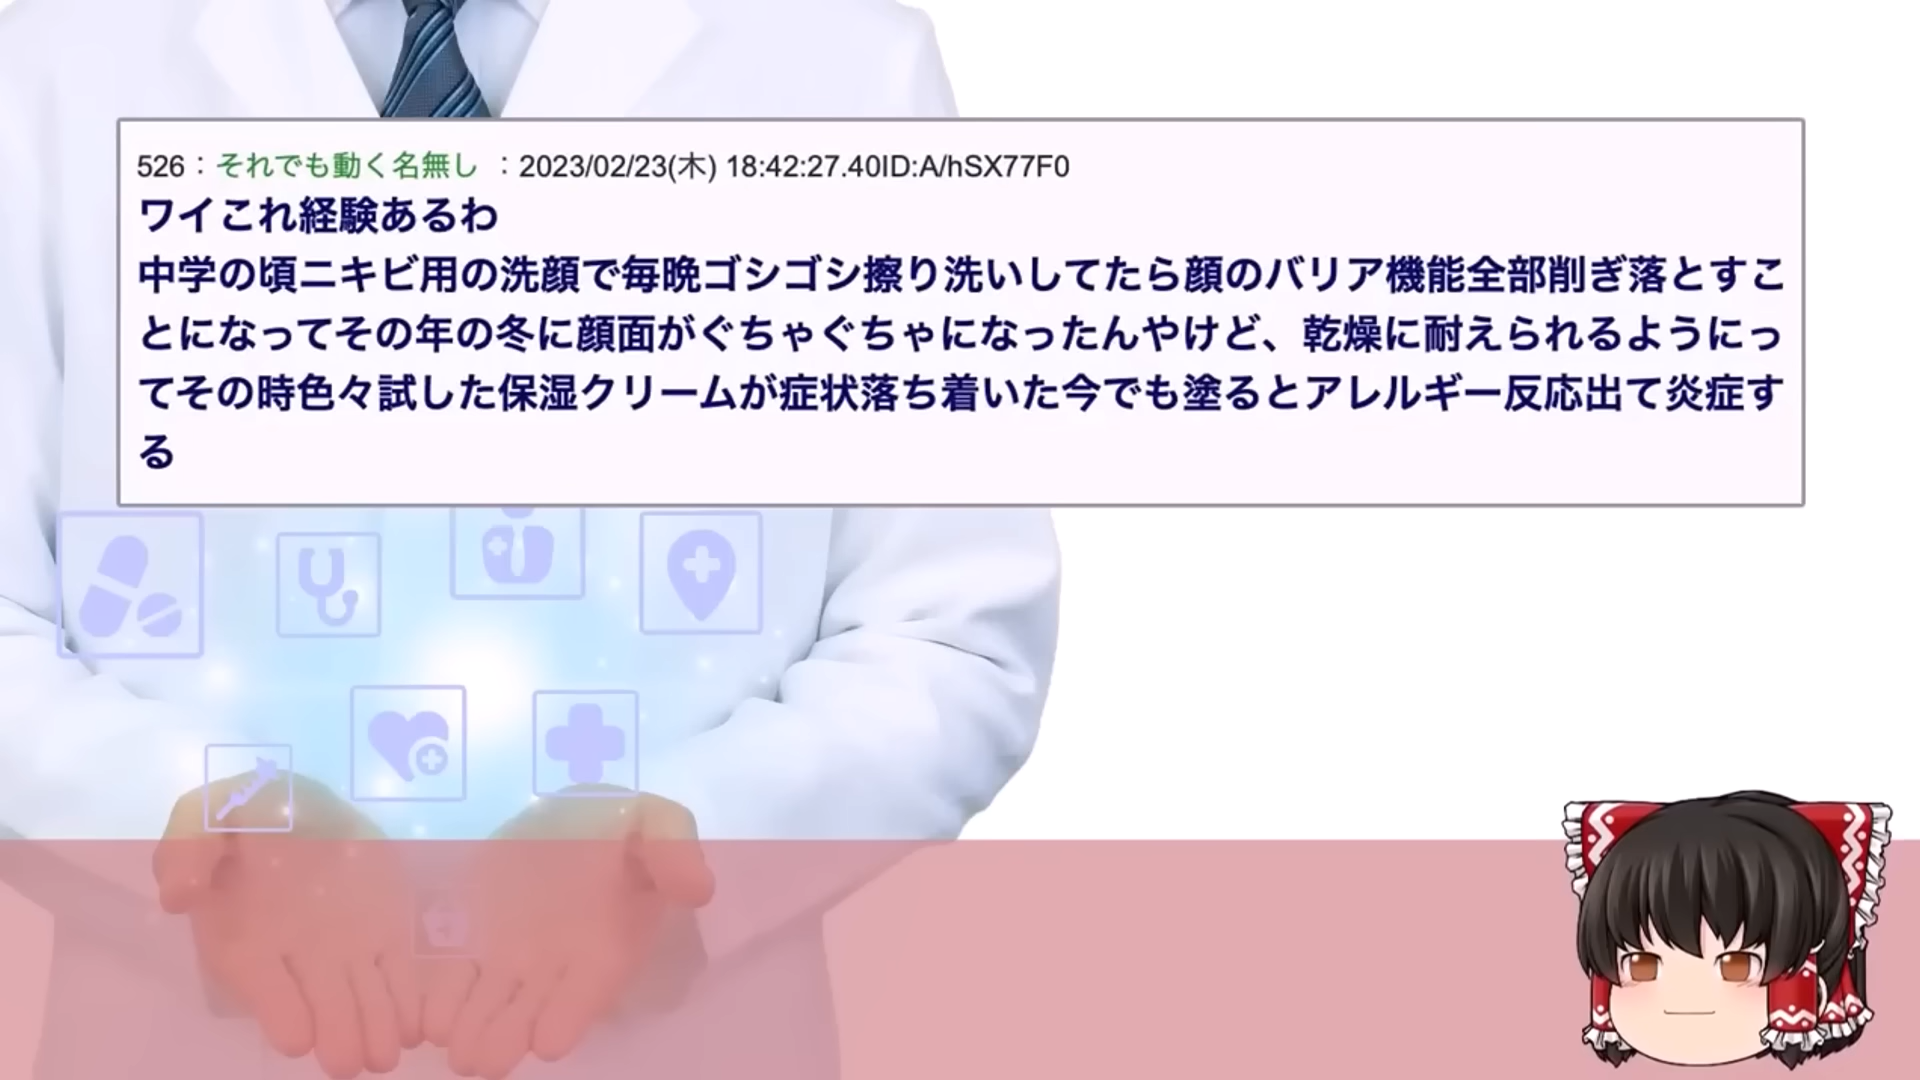 526：それでも動く名無し ：2023/02/23(木) 18:42:27.40ID:A/hSX77F0
ワイこれ経験あるわ
中学の頃ニキビ用の洗顔で毎晩ゴシゴシ擦り洗いしてたら顔のバリア機能全部削ぎ落とすこ
とになってその年の冬に顔面がぐちゃぐちゃになったんやけど、乾燥に耐えられるようにっ
てその時色々試した保湿クリームが症状落ち着いた今でも塗るとアレルギー反応出て炎症す
る